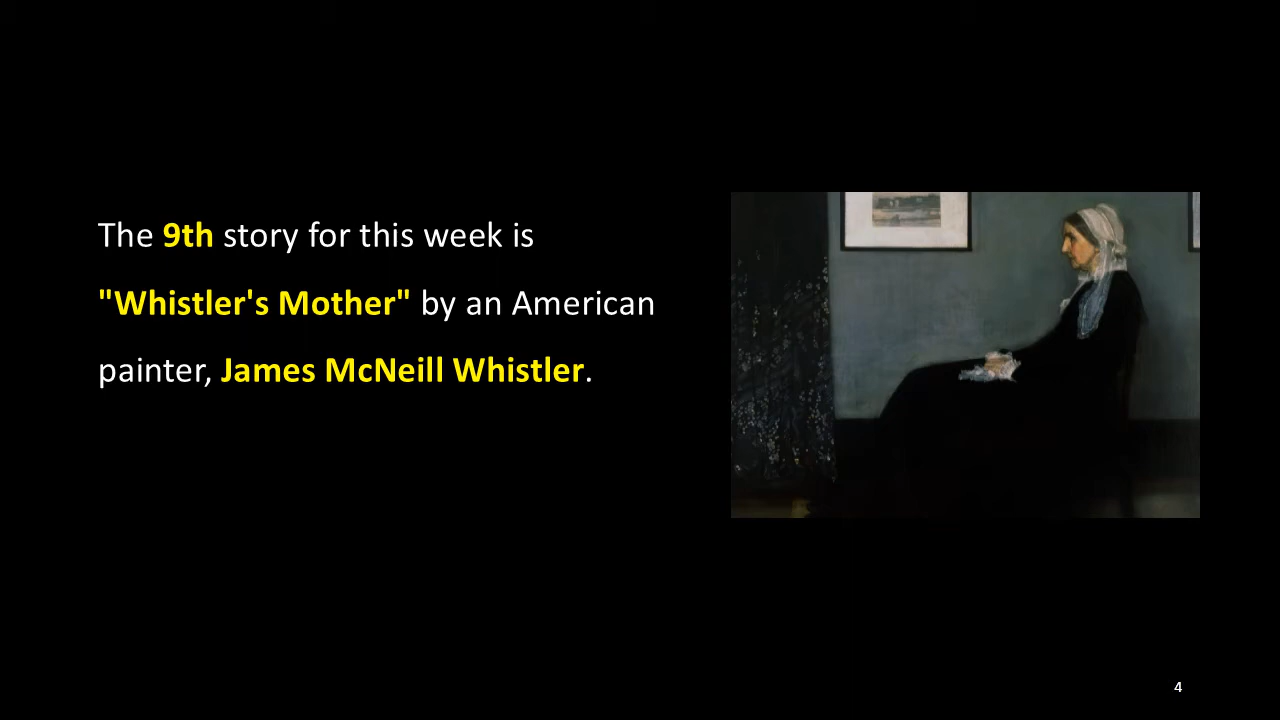 The 9th story for this week is
"Whistler's Mother" by an American
painter, James McNeill Whistler.
4